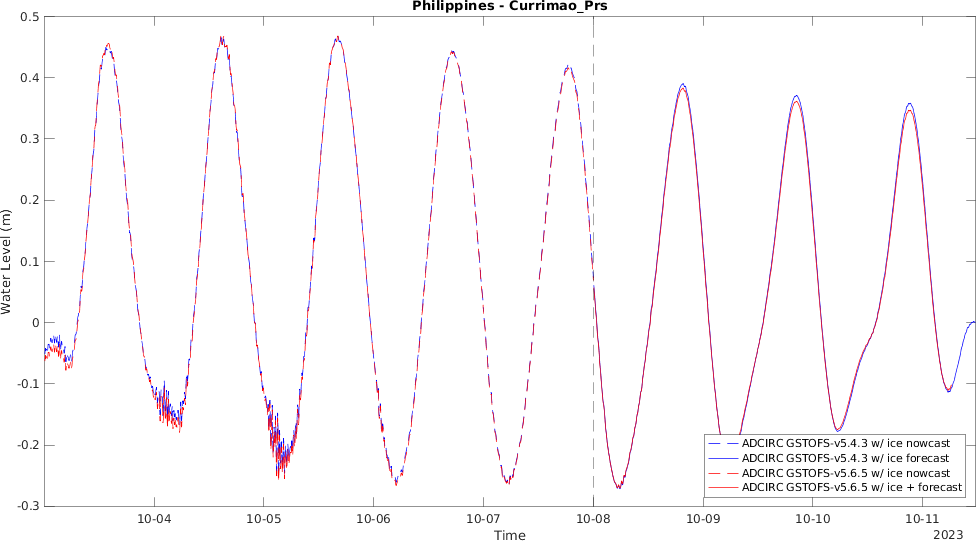 Philippines - Currimao_Prs
0.5
0.4
0.3
0.2
0.1
0
-0.1
-0.2
-0.3
Water Level (m)
10-04
10-05
10-06
10-07
10-08
10-09
10-10
10-11
Time
2023
ADCIRC GSTOFS-v5.4.3 w/ ice nowcast
ADCIRC GSTOFS-v5.4.3 w/ ice forecast
ADCIRC GSTOFS-v5.6.5 w/ ice nowcast
ADCIRC GSTOFS-v5.6.5 w/ ice + forecast